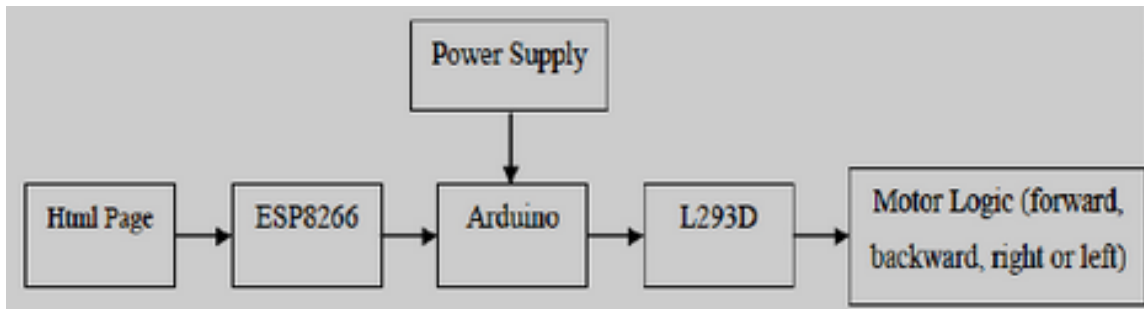 Power Supply
Html Page
ESP8266
Arduino
L293D
Motor Logic (forward,
backward, right or left)